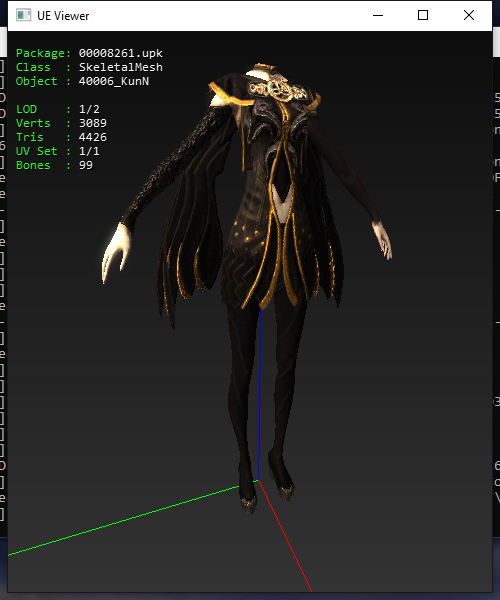 UE Viewer
Package: 00008261.upk
Class : SkeletalMesh
Object : 40006_KunN
LOD : 1/2
Verts : 3089
Tris : 4426
UV Set : 1/1
Bones : 99